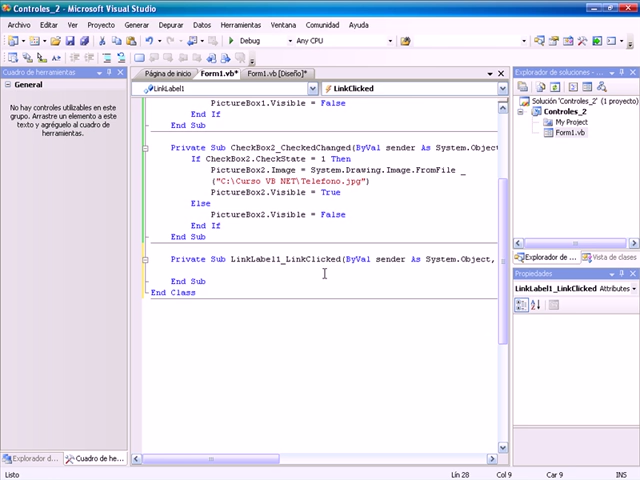 Controles_2 - Microsoft Visual Studio
Archivo Editar Ver Proyecto Generar Depurar Datos Herramientas Ventana Comunidad Ayuda
Debug Any CPU
Cuadro de herramientas
General
No hay controles utilizables en este
grupo. Arrastre un elemento a este
texto y agréguelo al cuadro de
herramientas.
Página de inicio Form1.vb* Form1.vb [Diseño]*
LinkLabel1 LinkClicked
PictureBox1.Visible = False
End If
End Sub
Private Sub CheckBox2_CheckedChanged(ByVal sender As System.Object
If CheckBox2.CheckState = 1 Then
PictureBox2.Image = System.Drawing.Image.FromFile _
("C:\Curso VB NET\Telefono.jpg")
PictureBox2.Visible = True
Else
PictureBox2.Visible = False
End If
End Sub
Private Sub LinkLabel1_LinkClicked(ByVal sender As System.Object,
End Sub
End Class
Explorador de soluciones - ...
Solución "Controles_2" (1 proyecto)
Controles_2
My Project
Form1.vb
Explorador de ... Vista de clases
Propiedades
LinkLabel1_LinkClicked Attributes
Explorador d... Cuadro de he...
Listo Lín 28 Col 9 Car 9 INS